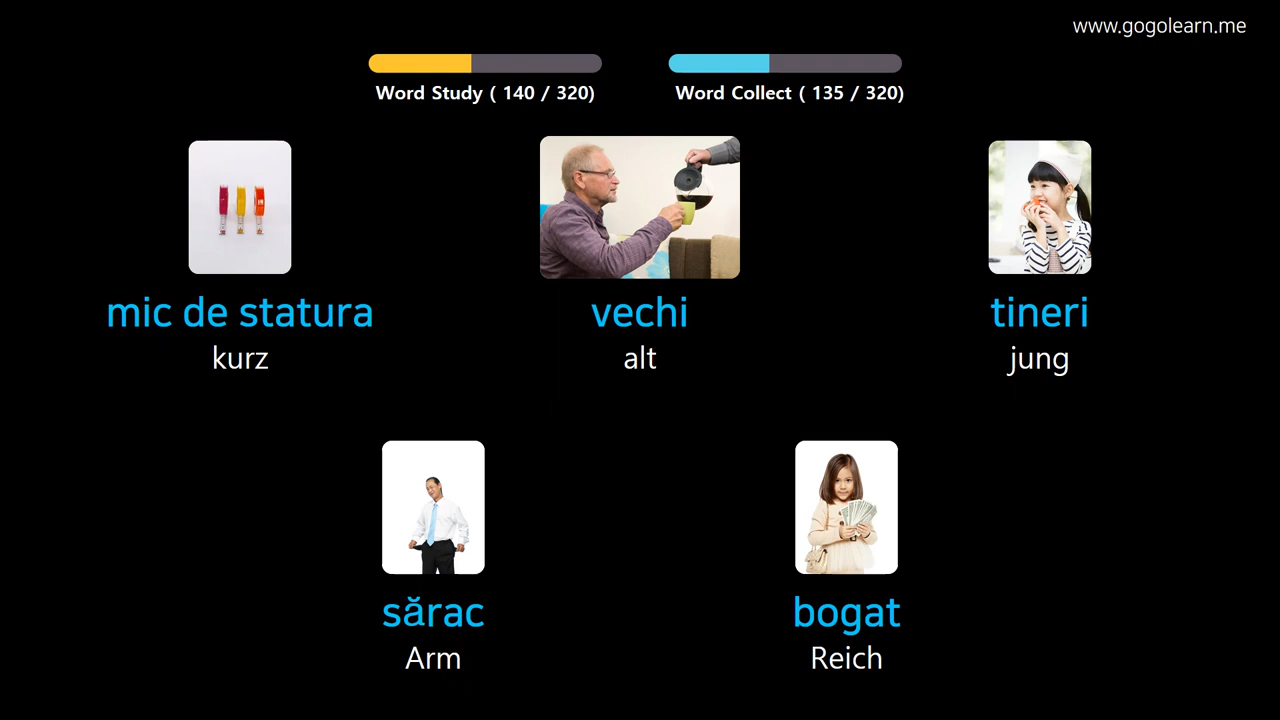 www.gogolearn.me
Word Study ( 140 / 320)
Word Collect ( 135 / 320)
mic de statura
kurz
vechi
alt
tineri
jung
sărac
Arm
bogat
Reich